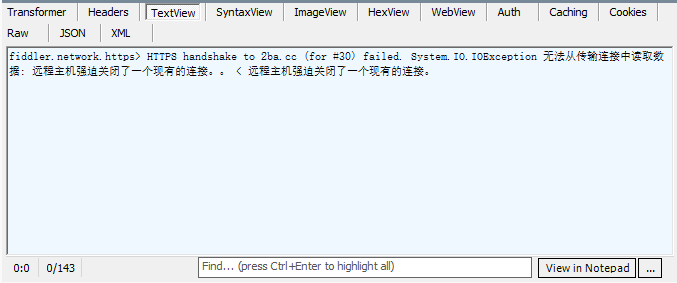 Transformer Headers TextView SyntaxView ImageView HexView WebView Auth Caching Cookies
Raw JSON XML
fiddler.network.https> HTTPS handshake to 2ba.cc (for #30) failed. System.IO.IOException 无法从传输连接中读取数
据: 远程主机强迫关闭了一个现有的连接。。 < 远程主机强迫关闭了一个现有的连接。
0:0 0/143 Find... (press Ctrl+Enter to highlight all) View in Notepad ...